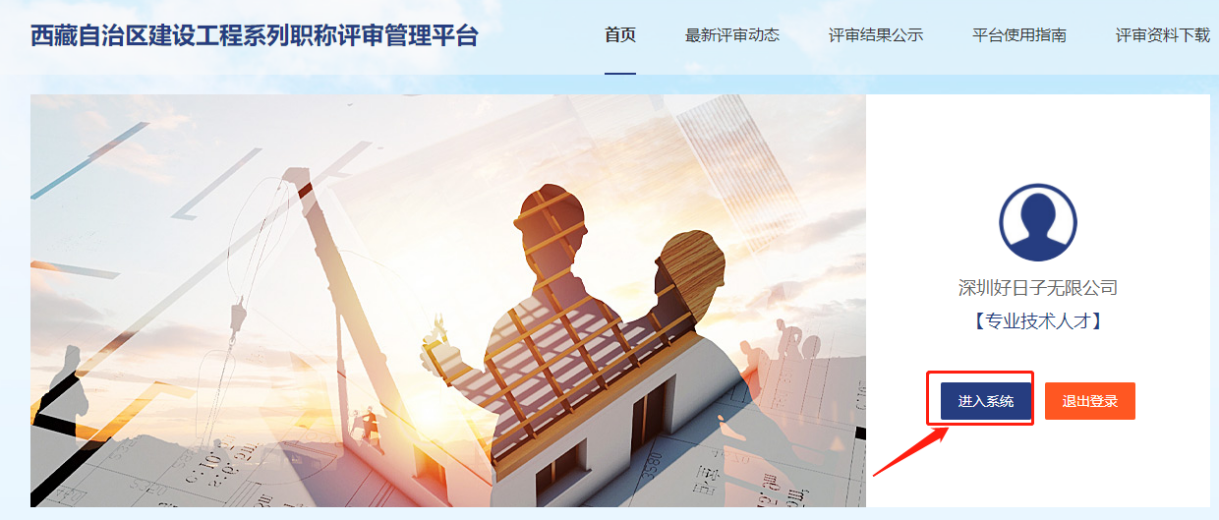 西藏自治区建设工程系列职称评审管理平台
首页 最新评审动态 评审结果公示 平台使用指南 评审资料下载
深圳好日子无限公司
【专业技术人才】
进入系统 退出登录
3580